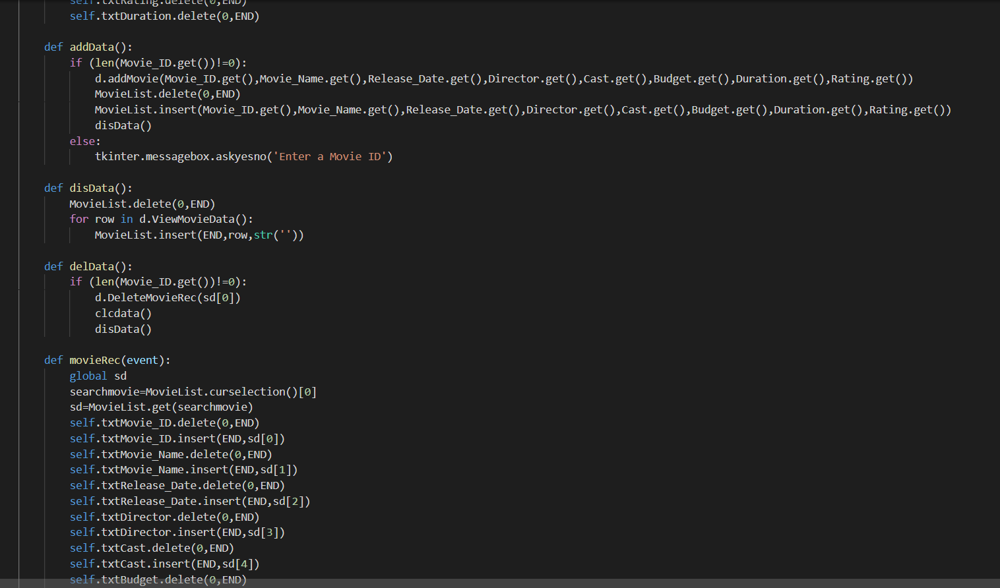 self.txtRating.delete(0,END)
self.txtDuration.delete(0,END)
def addData():
if (len(Movie_ID.get())!=0):
d.addMovie(Movie_ID.get(),Movie_Name.get(),Release_Date.get(),Director.get(),Cast.get(),Budget.get(),Duration.get(),Rating.get())
MovieList.delete(0,END)
MovieList.insert(Movie_ID.get(),Movie_Name.get(),Release_Date.get(),Director.get(),Cast.get(),Budget.get(),Duration.get(),Rating.get())
disData()
else:
tkinter.messagebox.askyesno('Enter a Movie ID')
def disData():
MovieList.delete(0,END)
for row in d.ViewMovieData():
MovieList.insert(END,row,str(''))
def delData():
if (len(Movie_ID.get())!=0):
d.DeleteMovieRec(sd[0])
clcdata()
disData()
def movieRec(event):
global sd
searchmovie=MovieList.curselection()[0]
sd=MovieList.get(searchmovie)
self.txtMovie_ID.delete(0,END)
self.txtMovie_ID.insert(END,sd[0])
self.txtMovie_Name.delete(0,END)
self.txtMovie_Name.insert(END,sd[1])
self.txtRelease_Date.delete(0,END)
self.txtRelease_Date.insert(END,sd[2])
self.txtDirector.delete(0,END)
self.txtDirector.insert(END,sd[3])
self.txtCast.delete(0,END)
self.txtCast.insert(END,sd[4])
self.txtBudget.delete(0,END)